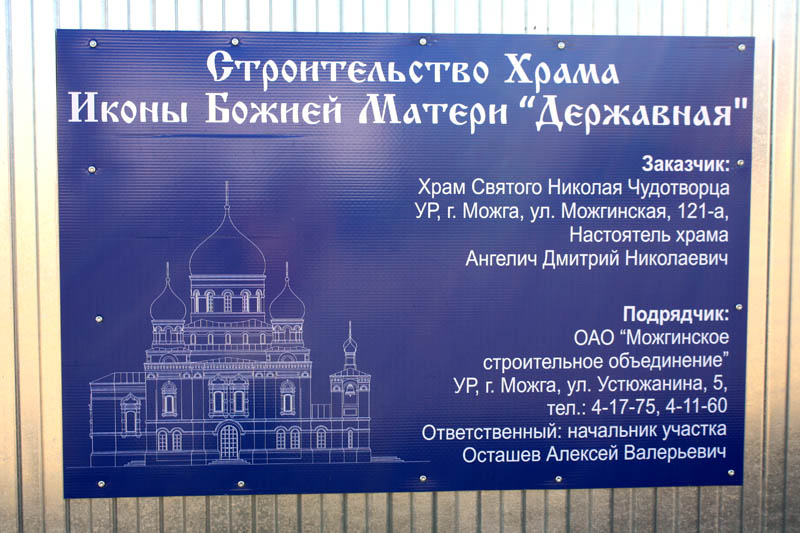 Строительство Храма
Иконы Божией Матери “Державная"
Заказчик:
Храм Святого Николая Чудотворца
УР, г. Можга, ул. Можгинская, 121-а,
Настоятель храма
Ангелич Дмитрий Николаевич
Подрядчик:
ОАО “Можгинское
строительное объединение”
УР, г. Можга, ул. Устюжанина, 5,
тел.: 4-17-75, 4-11-60
Ответственный: начальник участка
Осташев Алексей Валерьевич